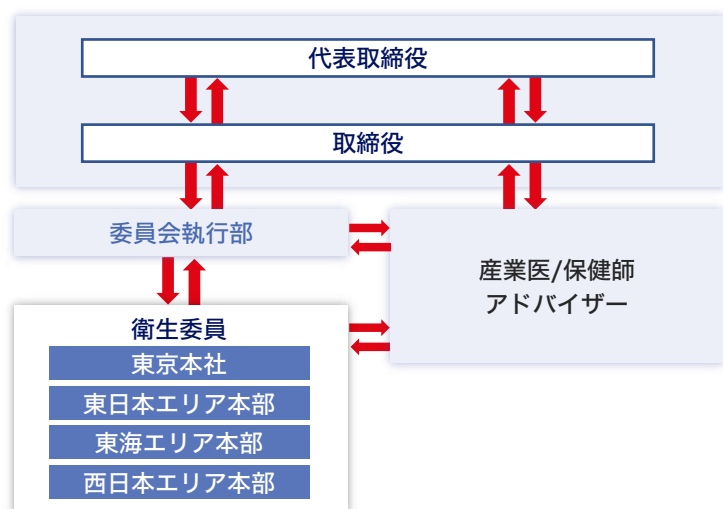 代表取締役
取締役
委員会執行部
産業医/保健師
アドバイザー
衛生委員
東京本社
東日本エリア本部
東海エリア本部
西日本エリア本部